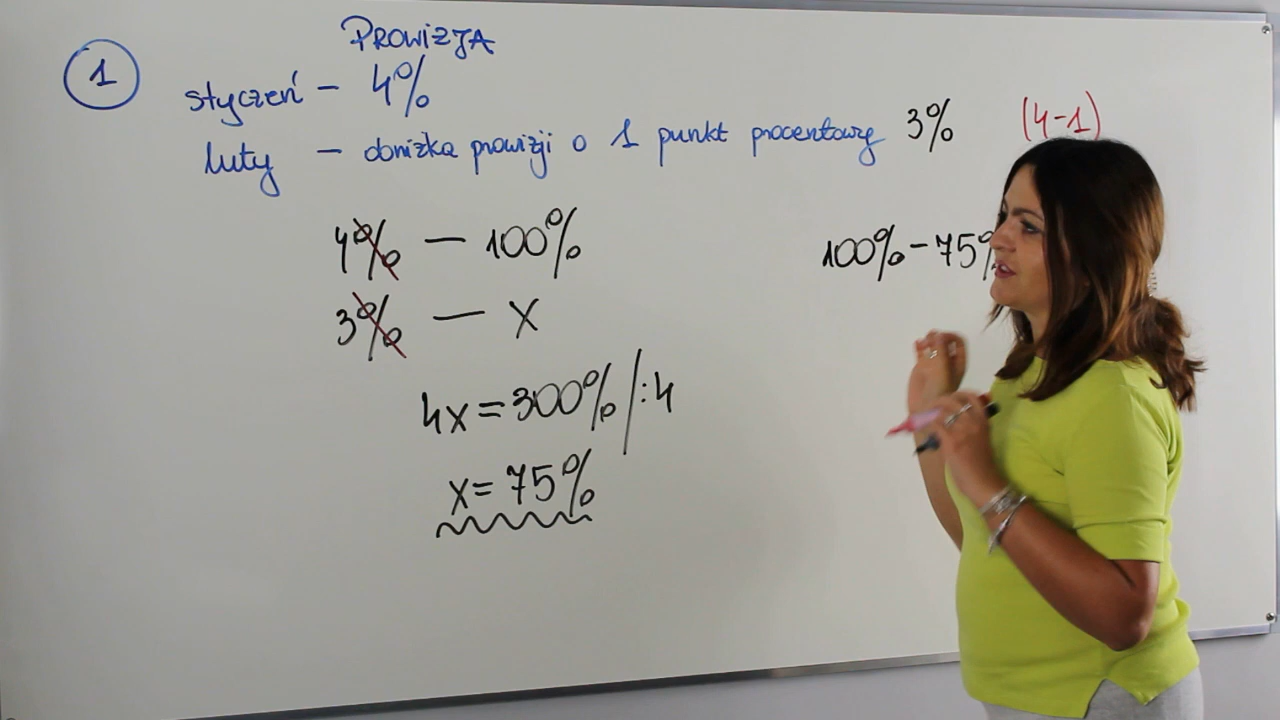 1
PROWIZJA
styczeń – 4%
luty – obniżka prowizji o 1 punkt procentowy 3% (4-1)
4% — 100%
3% — x
4x = 300% /:4
x = 75%
100% - 75%